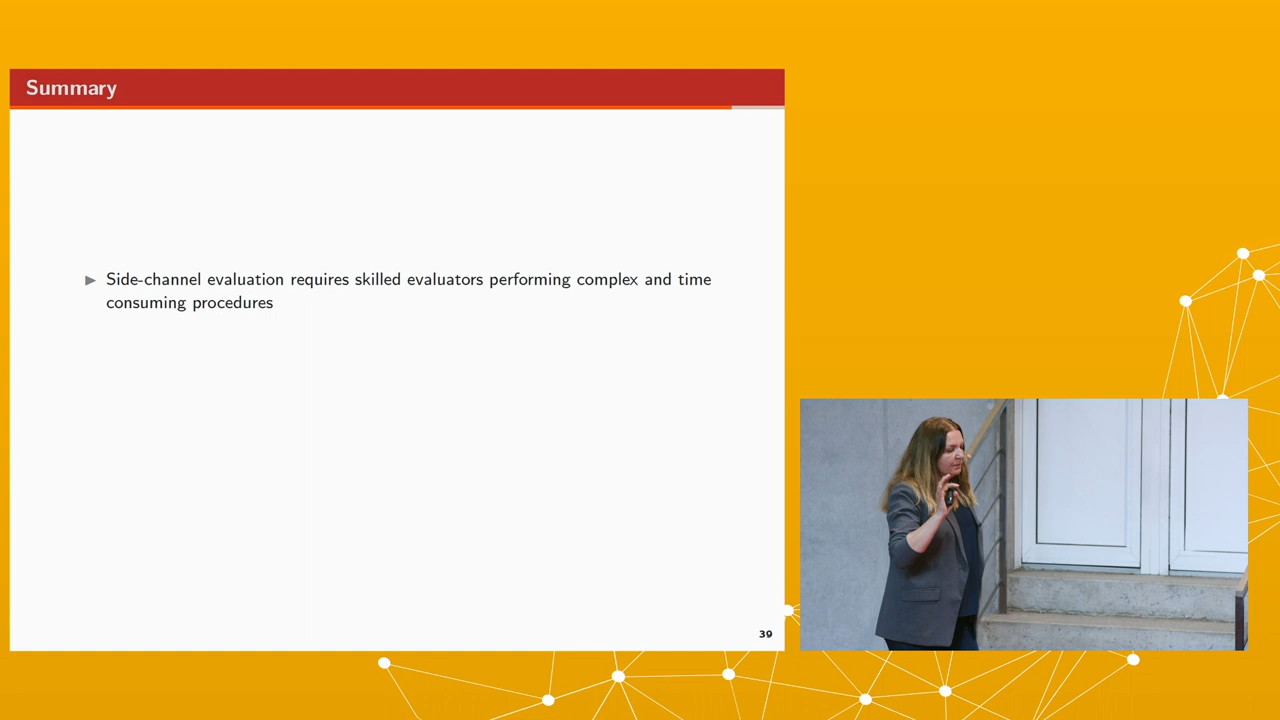 Summary
▶ Side-channel evaluation requires skilled evaluators performing complex and time
consuming procedures
39